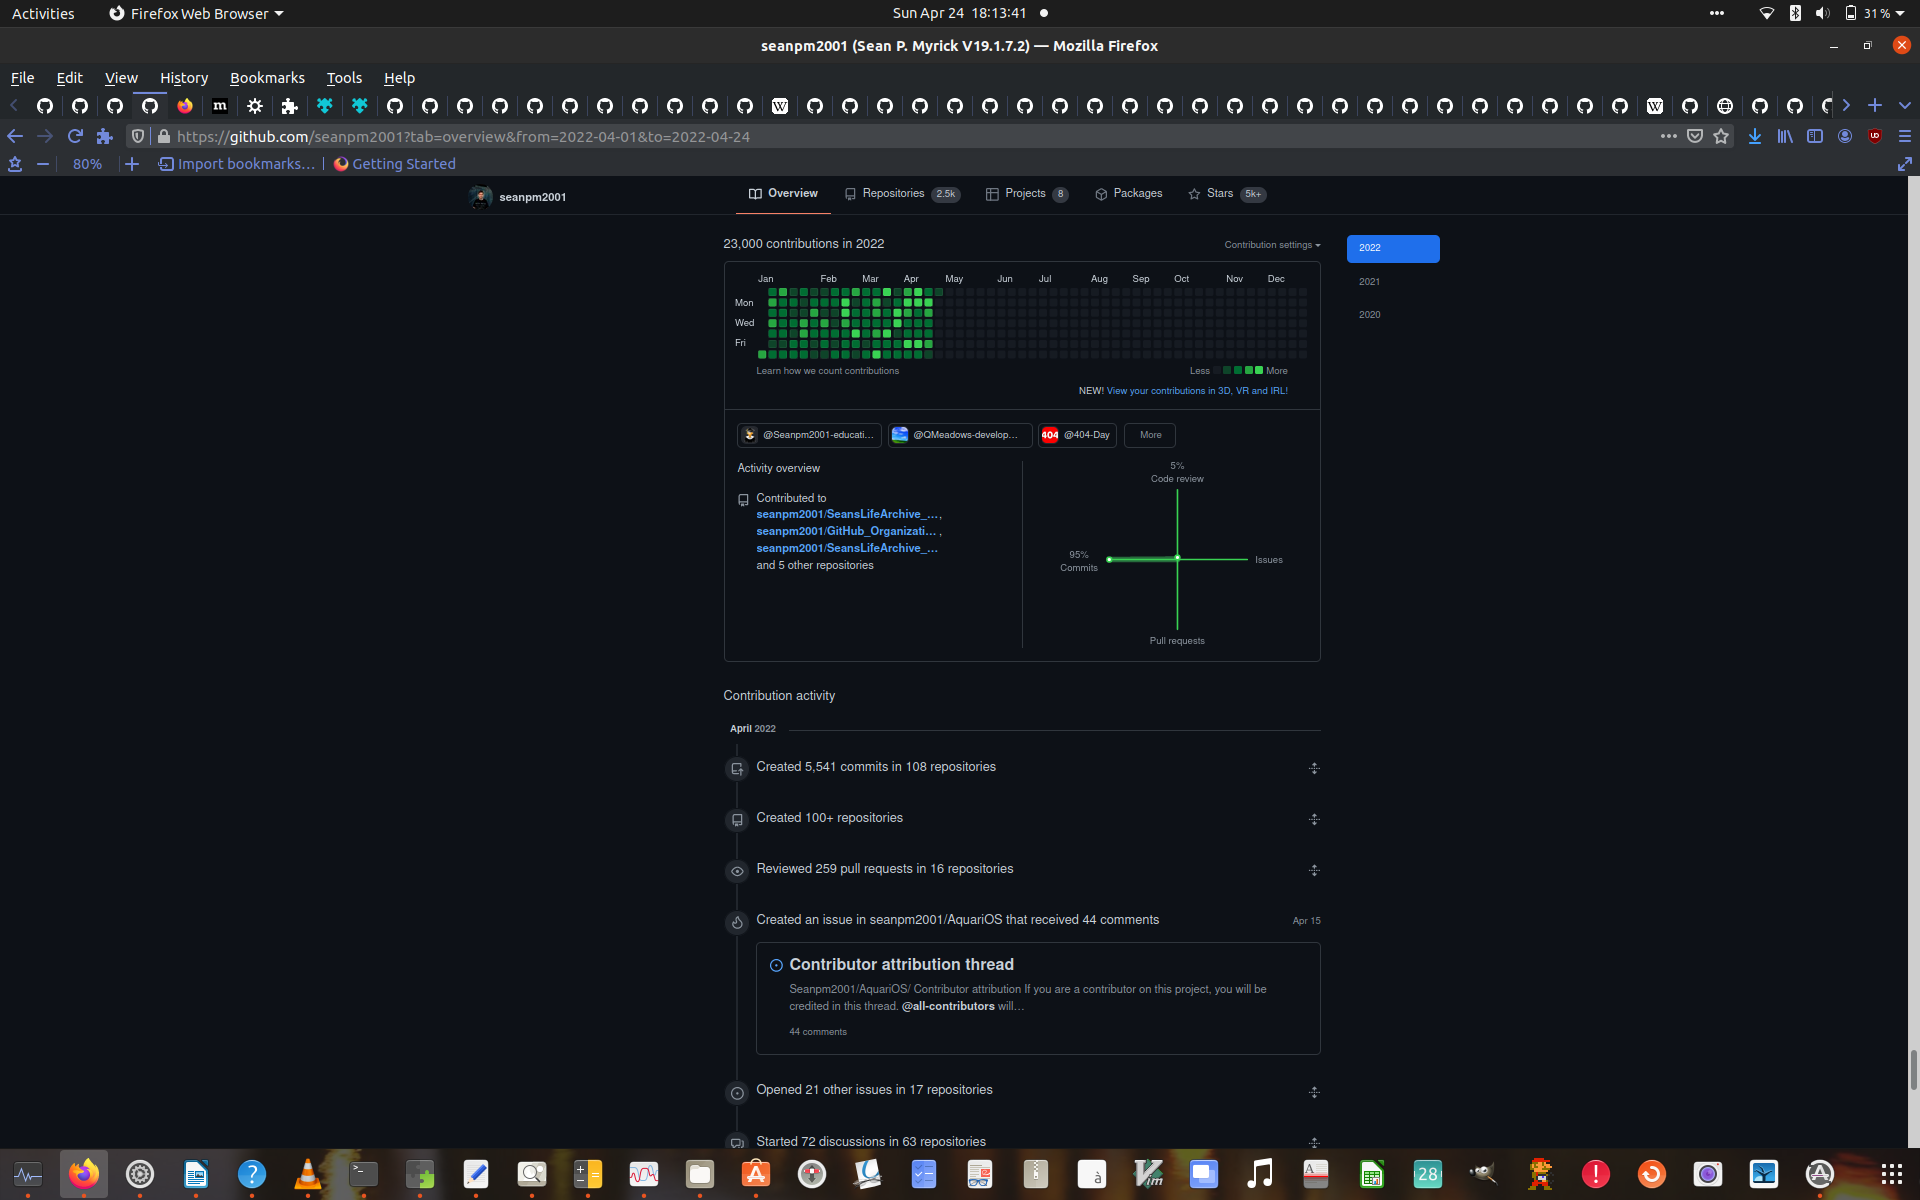 Activities
Firefox Web Browser
Sun Apr 24 18:13:41
31 %
seanpm2001 (Sean P. Myrick V19.1.7.2) — Mozilla Firefox
File Edit View History Bookmarks Tools Help
https://github.com/seanpm2001?tab=overview&from=2022-04-01&to=2022-04-24
80%
Import bookmarks…
Getting Started
seanpm2001
Overview
Repositories 2.5k
Projects 8
Packages
Stars 5k+
23,000 contributions in 2022
Contribution settings
2022
2021
2020
Jan Feb Mar Apr May Jun Jul Aug Sep Oct Nov Dec
Mon
Wed
Fri
Learn how we count contributions
Less More
NEW! View your contributions in 3D, VR and IRL!
@Seanpm2001-educati…
@QMeadows-develop…
404 @404-Day
More
Activity overview
Contributed to
seanpm2001/SeansLifeArchive_…,
seanpm2001/GitHub_Organizati… ,
seanpm2001/SeansLifeArchive_…
and 5 other repositories
5%
Code review
95%
Commits
Issues
Pull requests
Contribution activity
April 2022
Created 5,541 commits in 108 repositories
Created 100+ repositories
Reviewed 259 pull requests in 16 repositories
Created an issue in seanpm2001/AquariOS that received 44 comments
Apr 15
Contributor attribution thread
Seanpm2001/AquariOS/ Contributor attribution If you are a contributor on this project, you will be
credited in this thread. @all-contributors will…
44 comments
Opened 21 other issues in 17 repositories
Started 72 discussions in 63 repositories
28